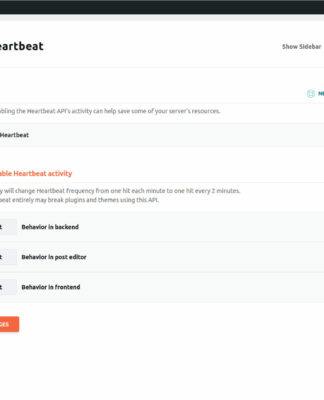 eartbeat
Show Sidebar
HE
bling the Heartbeat API's activity can help save some of your server's resources.
Heartbeat
able Heartbeat activity
y will change Heartbeat frequency from one hit each minute to one hit every 2 minutes.
beat entirely may break plugins and themes using this API.
t Behavior in backend
t Behavior in post editor
t Behavior in frontend
GES